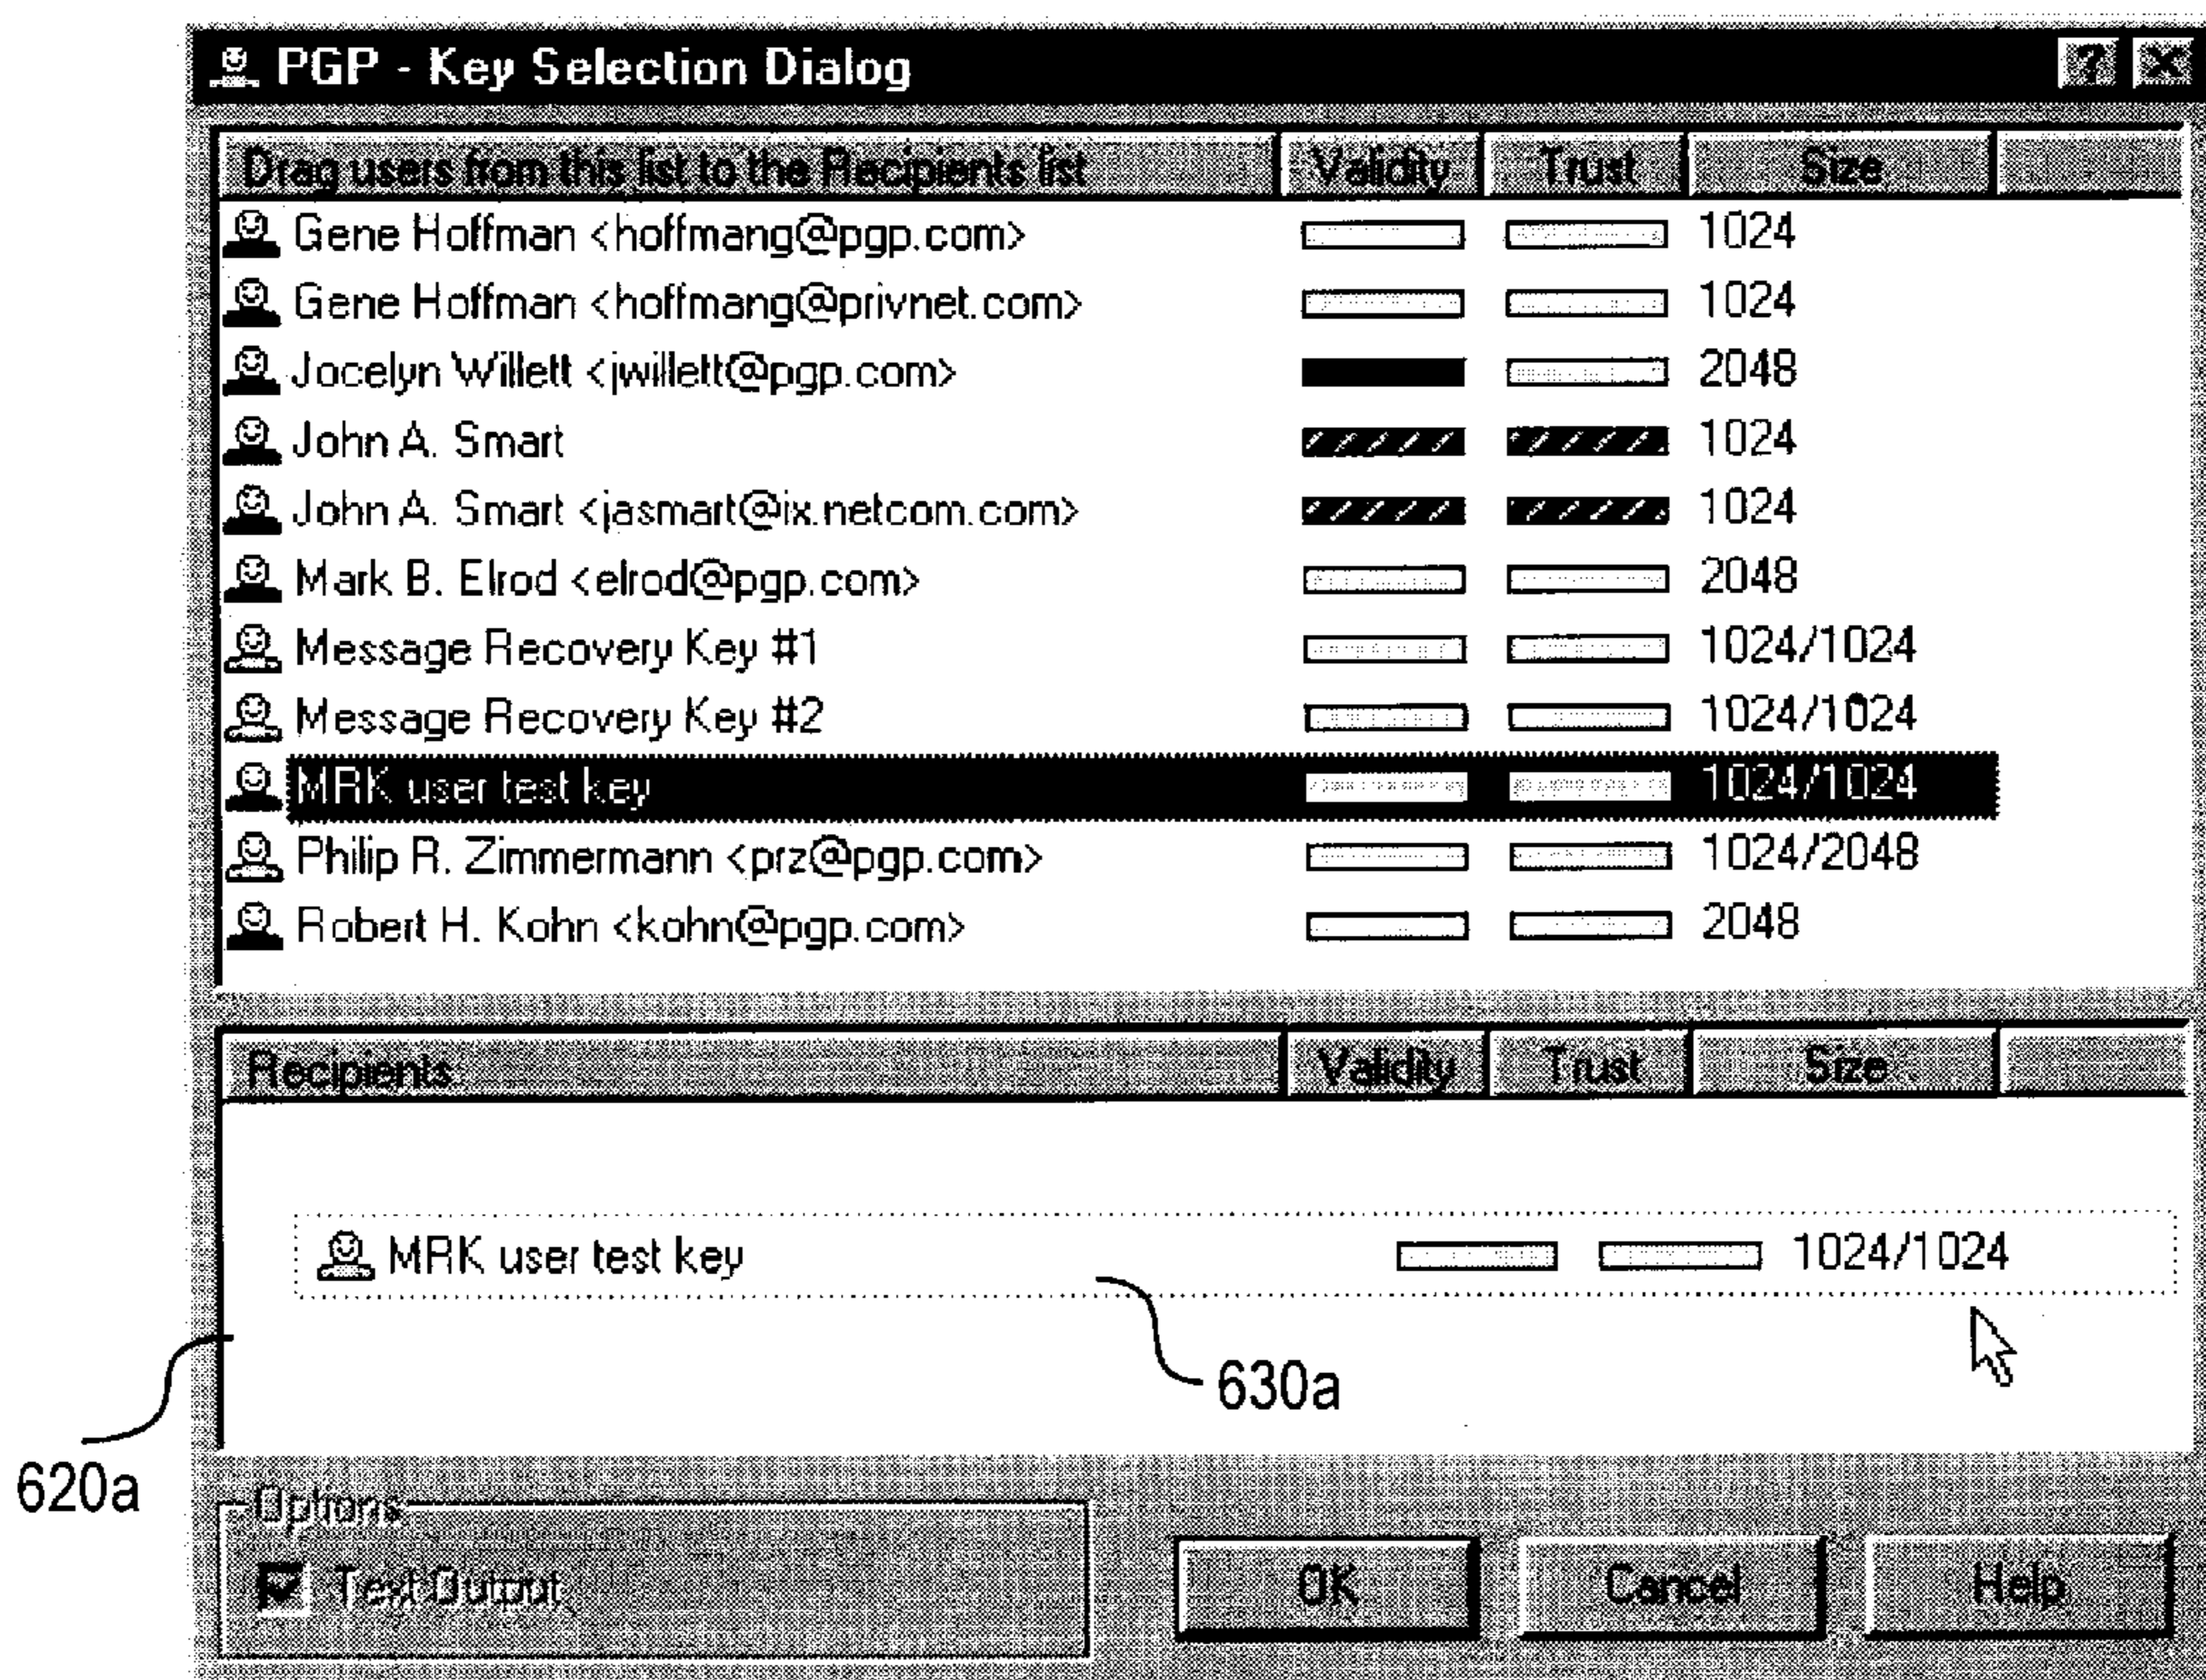 PGP - Key Selection Dialog
Drag users from this list to the Recipients list Validity Trust Size
Gene Hoffman <hoffmang@pgp.com> 1024
Gene Hoffman <hoffmang@privnet.com> 1024
Jocelyn Willett <jwillett@pgp.com> 2048
John A. Smart 1024
John A. Smart <jasmart@ix.netcom.com> 1024
Mark B. Elrod <elrod@pgp.com> 2048
Message Recovery Key #1 1024/1024
Message Recovery Key #2 1024/1024
MRK user test key 1024/1024
Philip R. Zimmermann <prz@pgp.com> 1024/2048
Robert H. Kohn <kohn@pgp.com> 2048
Recipients Validity Trust Size
MRK user test key 1024/1024
630a
620a
Options
Text Output
OK Cancel Help